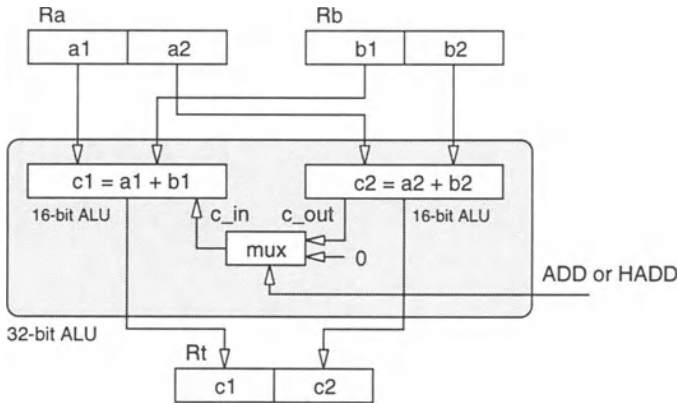 Ra
Rb
a1 a2
b1 b2
c1 = a1 + b1
c2 = a2 + b2
16-bit ALU
c_in
c_out
16-bit ALU
mux
0
ADD or HADD
32-bit ALU
Rt
c1 c2